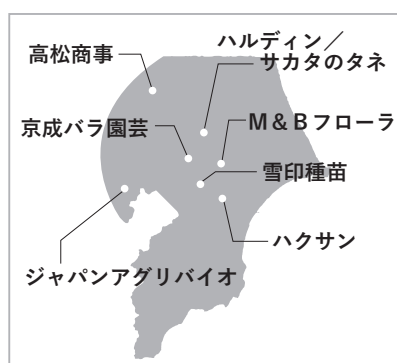 高松商事
ハルディン／
サカタのタネ
京成バラ園芸
M＆Bフローラ
雪印種苗
ハクサン
ジャパンアグリバイオ